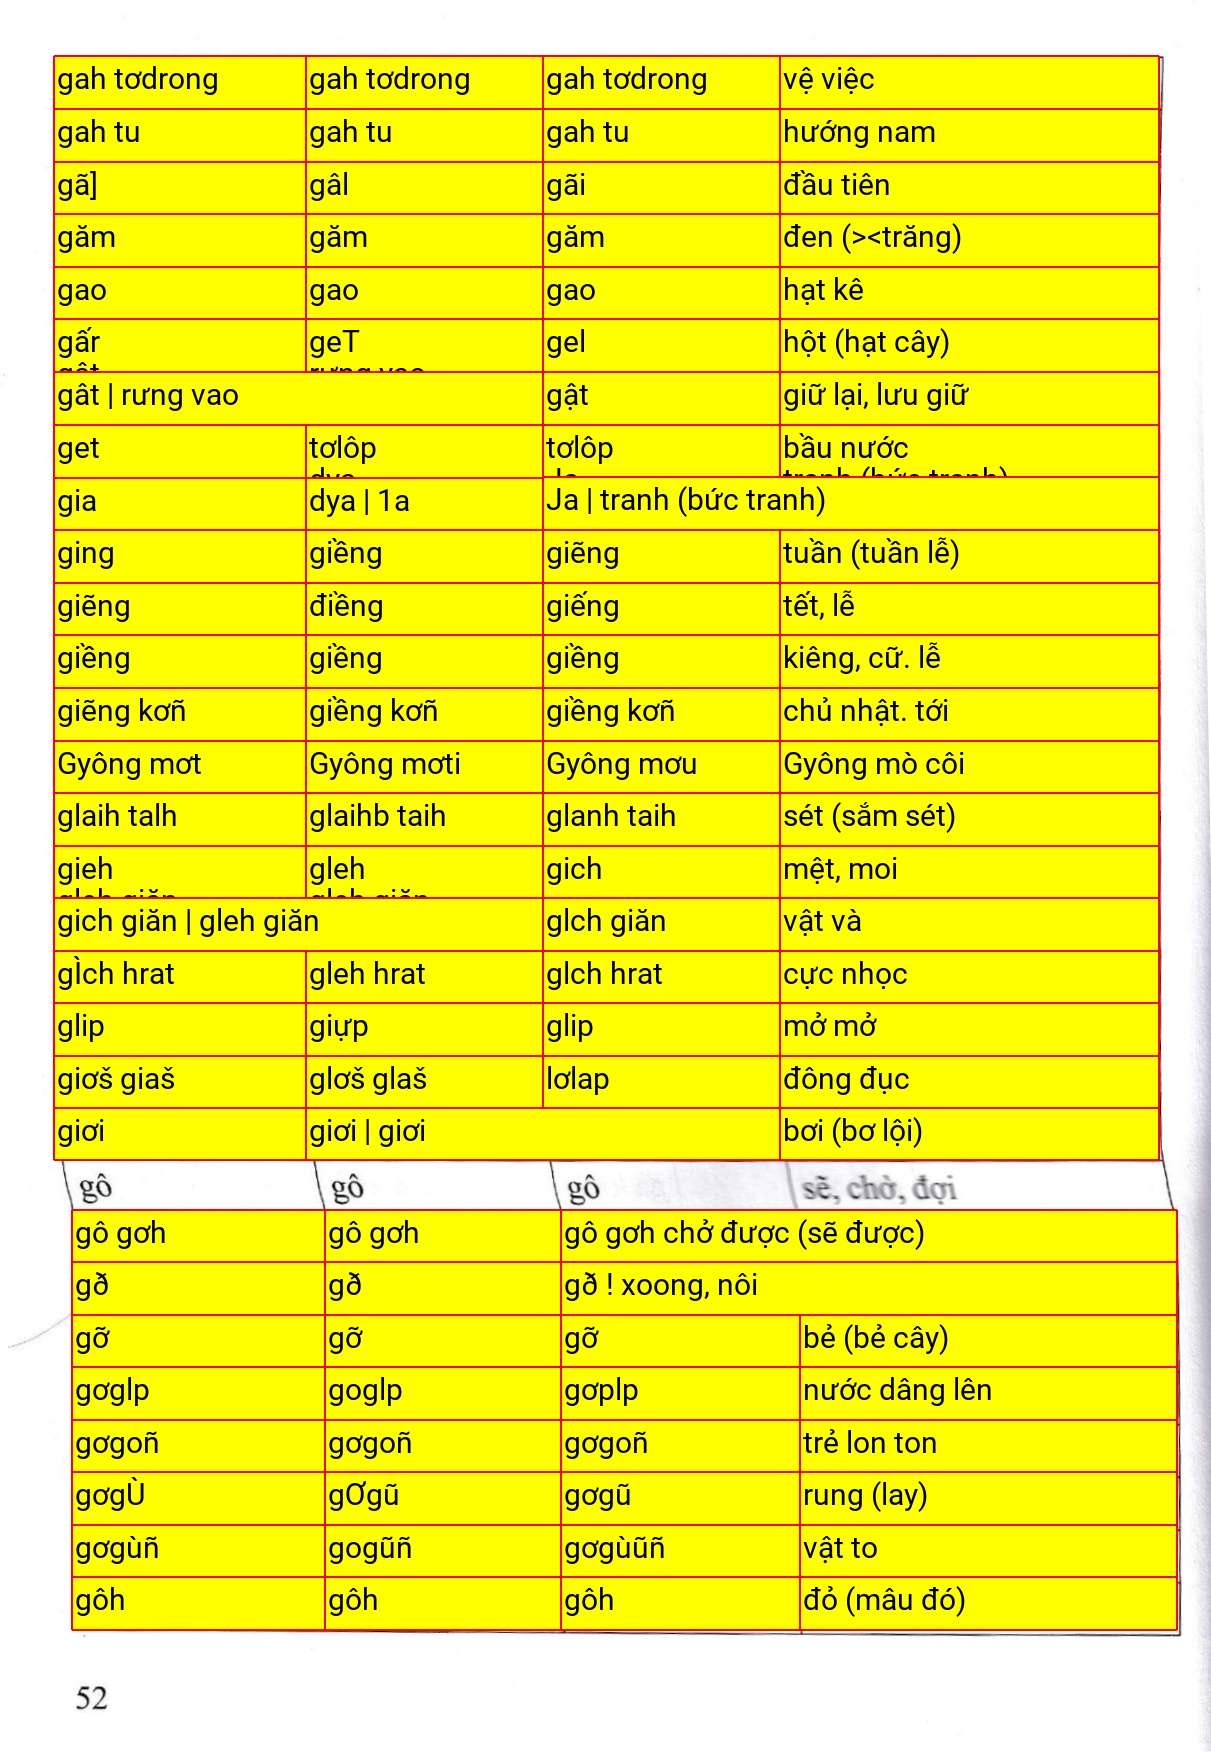 gah tơdrong gah tơdrong gah tơdrong vệ việc
gah tu gah tu gah tu hướng nam
gã] gâl gãi đầu tiên
găm găm găm đen (><trăng)
gao gao gao hạt kê
gấr geT gel hột (hạt cây)
gât | rưng vao gật giữ lại, lưu giữ
get tơlôp tơlôp bầu nước
gia dya | 1a Ja | tranh (bức tranh)
ging giềng giẽng tuần (tuần lễ)
giẽng điềng giếng tết, lễ
giềng giềng giềng kiêng, cữ. lễ
giẽng kơñ giềng kơñ giềng kơñ chủ nhật. tới
Gyông mơt Gyông mơti Gyông mơu Gyông mò côi
glaih talh glaihb taih glanh taih sét (sắm sét)
gieh gleh gich mệt, moi
gich giăn | gleh giăn glch giăn vật và
gÌch hrat gleh hrat glch hrat cực nhọc
glip giựp glip mở mở
giơš giaš glơš glaš lơlap đông đục
giơi giơi | giơi bơi (bơ lội)
gô gô gô sẽ, chờ, đợi
gô gơh gô gơh gô gơh chở được (sẽ được)
gð gð gð ! xoong, nôi
gỡ gỡ gỡ bẻ (bẻ cây)
gơglp goglp gơplp nước dâng lên
gơgoñ gơgoñ gơgoñ trẻ lon ton
gơgÙ gƠgũ gơgũ rung (lay)
gơgùñ gogũñ gơgùũñ vật to
gôh gôh gôh đỏ (mâu đó)
52